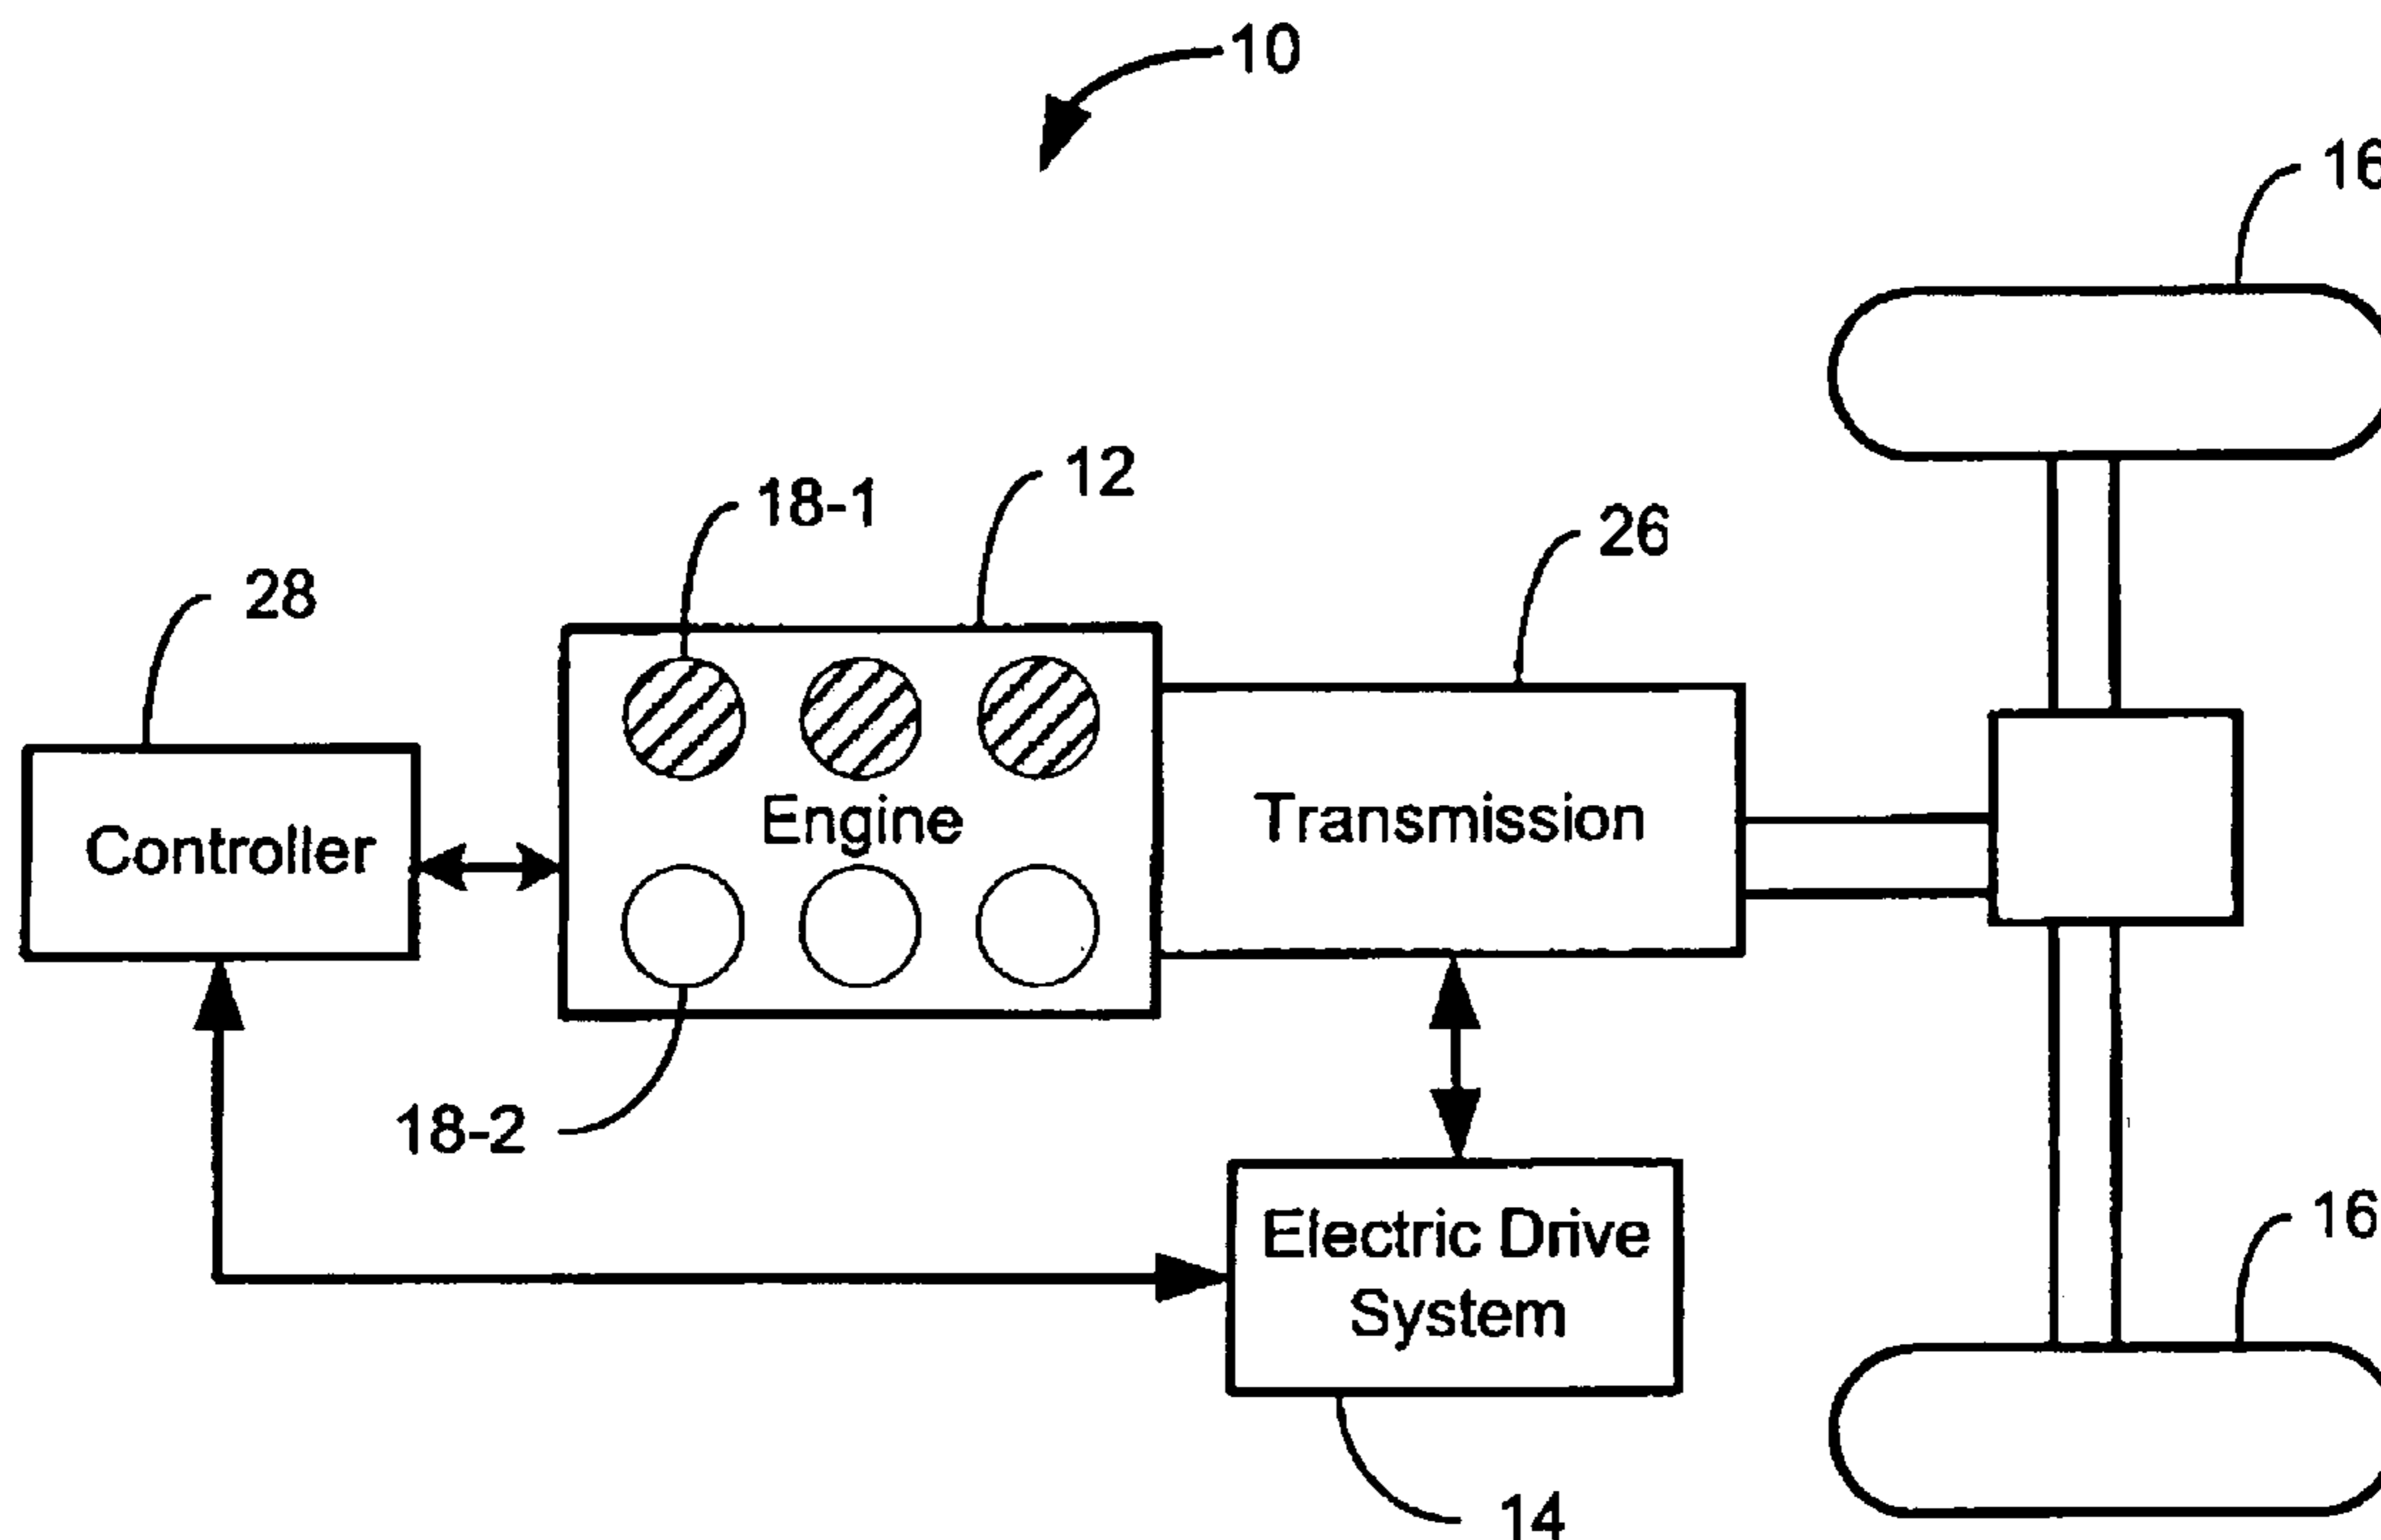 10
16
12
18-1
26
28
Engine
Transmission
Controller
18-2
16
Electric Drive
System
14